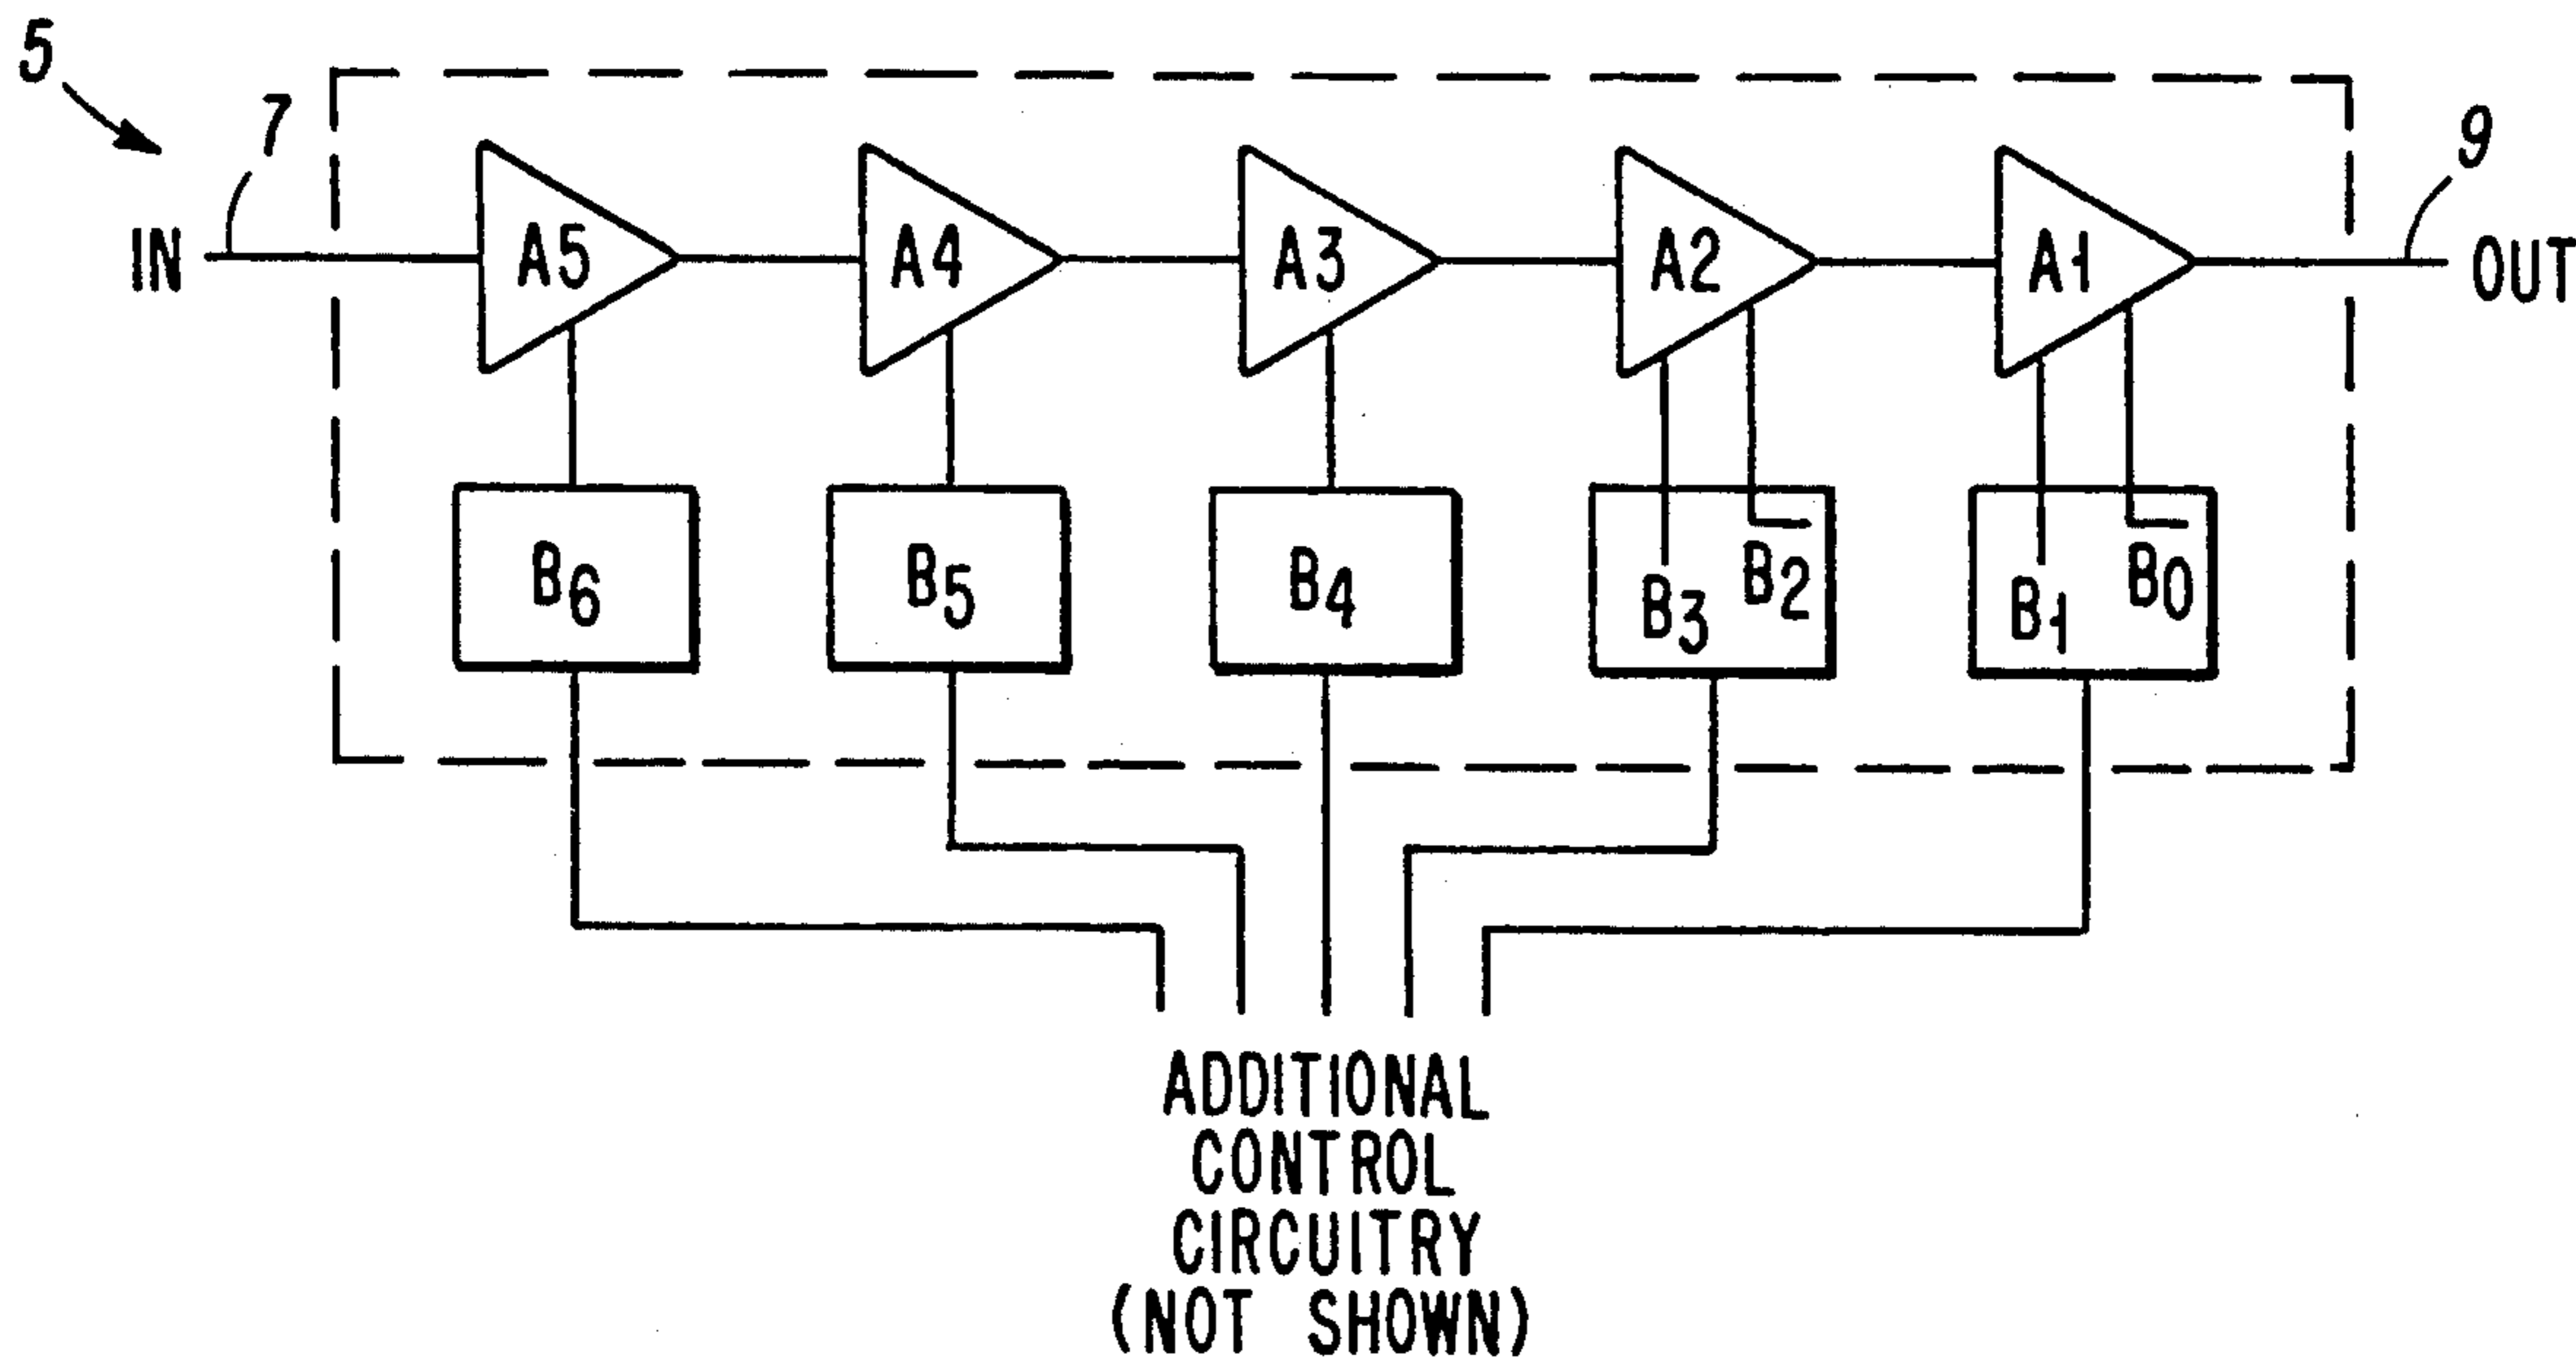 5
7
9
IN
A5
A4
A3
A2
A1
OUT
B6
B5
B4
B3
B2
B1
B0
ADDITIONAL
CONTROL
CIRCUITRY
(NOT SHOWN)